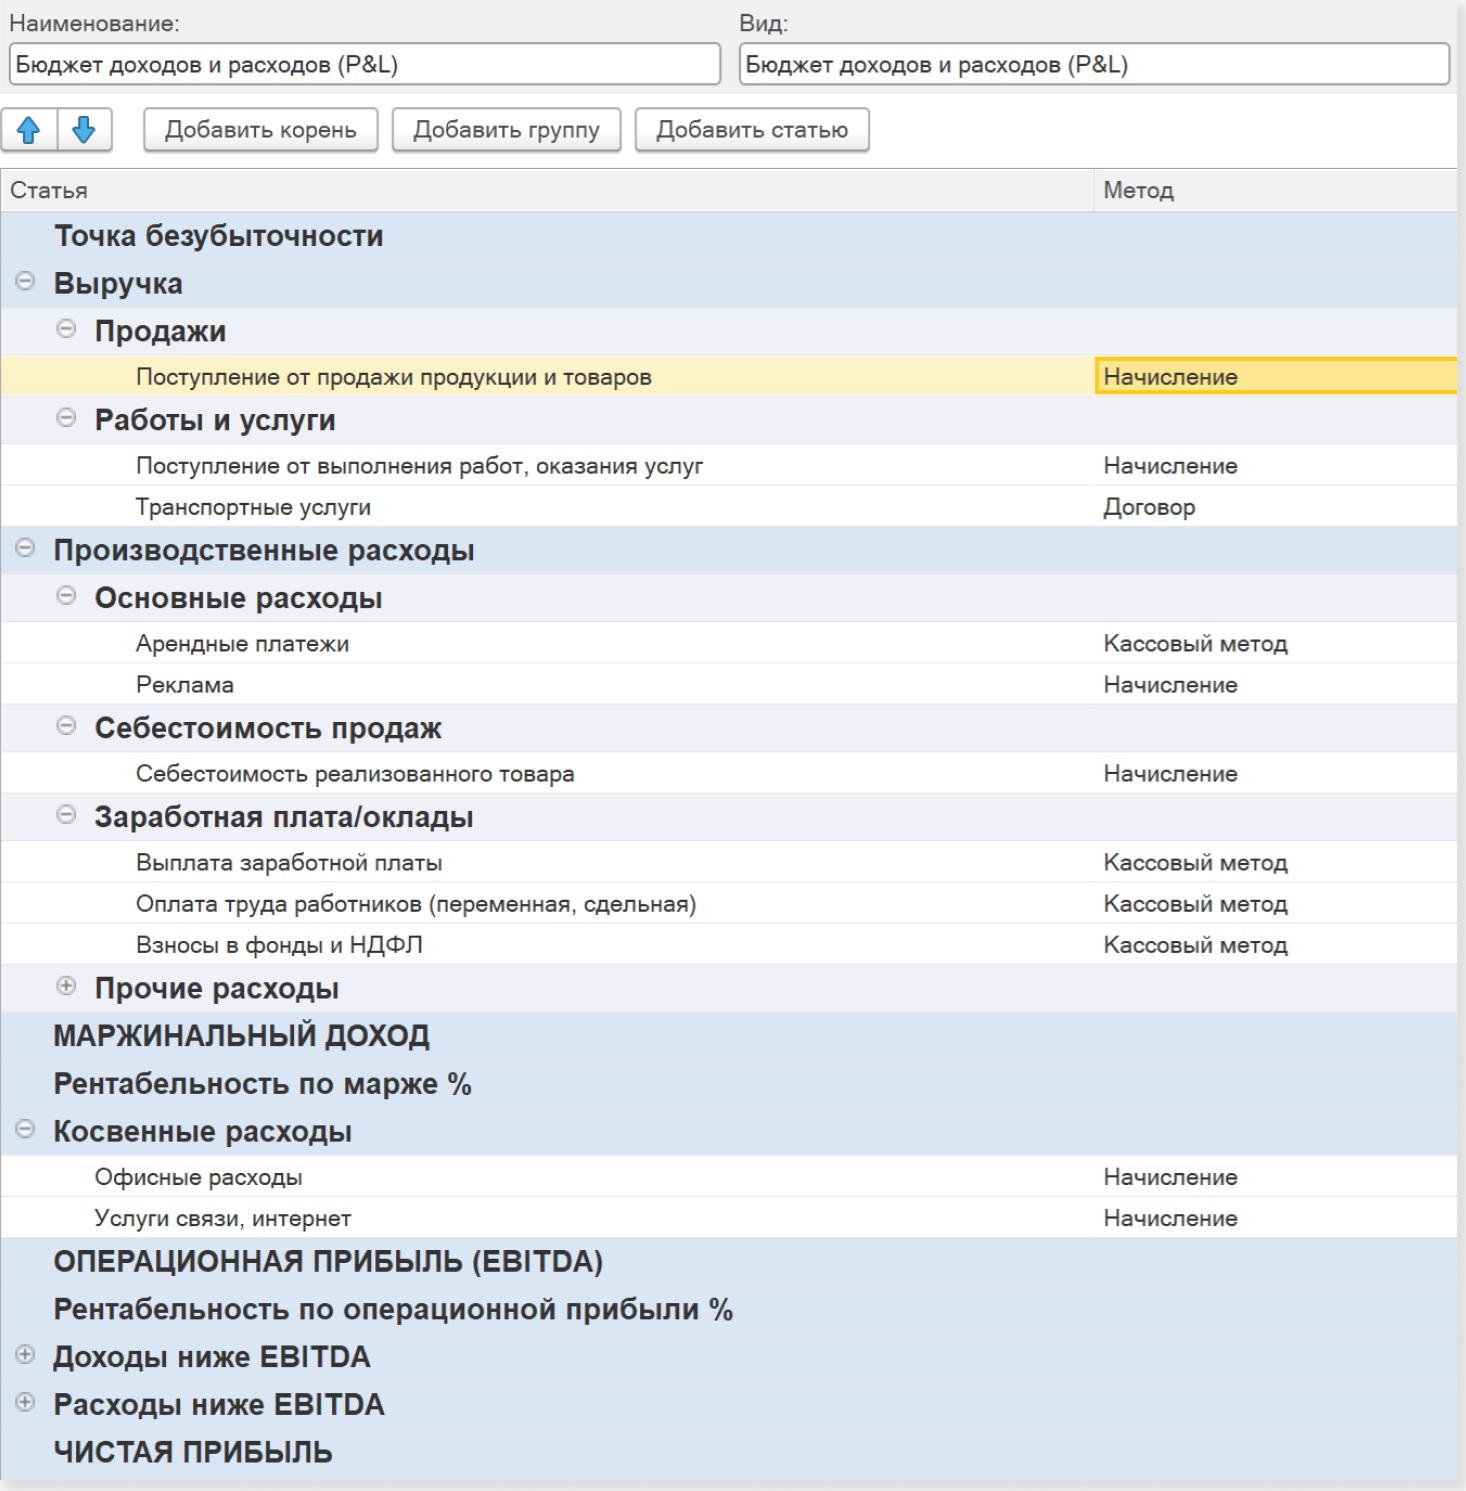 Наименование: Вид:
Бюджет доходов и расходов (P&L) Бюджет доходов и расходов (P&L)
Добавить корень Добавить группу Добавить статью
Статья Метод
Точка безубыточности
Выручка
Продажи
Поступление от продажи продукции и товаров Начисление
Работы и услуги
Поступление от выполнения работ, оказания услуг Начисление
Транспортные услуги Договор
Производственные расходы
Основные расходы
Арендные платежи Кассовый метод
Реклама Начисление
Себестоимость продаж
Себестоимость реализованного товара Начисление
Заработная плата/оклады
Выплата заработной платы Кассовый метод
Оплата труда работников (переменная, сдельная) Кассовый метод
Взносы в фонды и НДФЛ Кассовый метод
Прочие расходы
МАРЖИНАЛЬНЫЙ ДОХОД
Рентабельность по марже %
Косвенные расходы
Офисные расходы Начисление
Услуги связи, интернет Начисление
ОПЕРАЦИОННАЯ ПРИБЫЛЬ (EBITDA)
Рентабельность по операционной прибыли %
Доходы ниже EBITDA
Расходы ниже EBITDA
ЧИСТАЯ ПРИБЫЛЬ